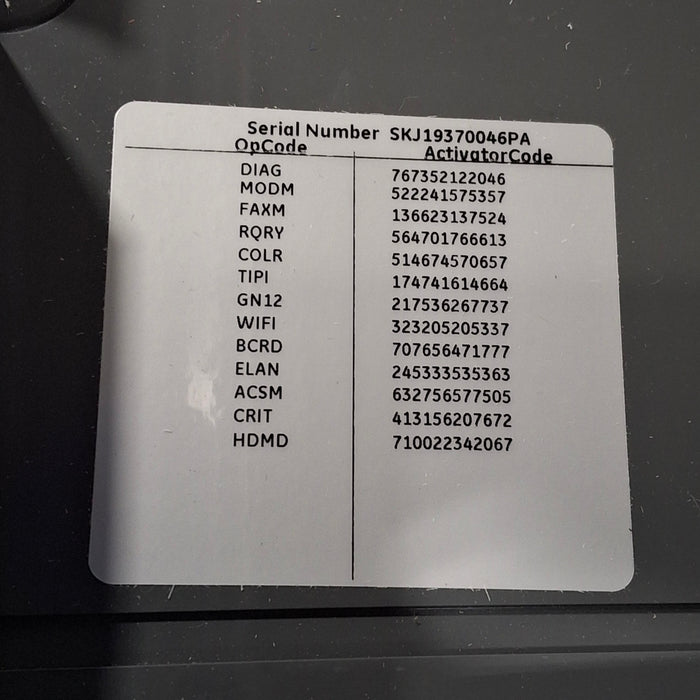 Serial Number SKJ19370046PA
OpCode ActivatorCode
DIAG 767352122046
MODM 522241575357
FAXM 136623137524
RQRY 564701766613
COLR 514674570657
TIPI 174741614664
GN12 217536267737
WIFI 323205205337
BCRD 707656471777
ELAN 245333535363
ACSM 632756577505
CRIT 413156207672
HDMD 710022342067